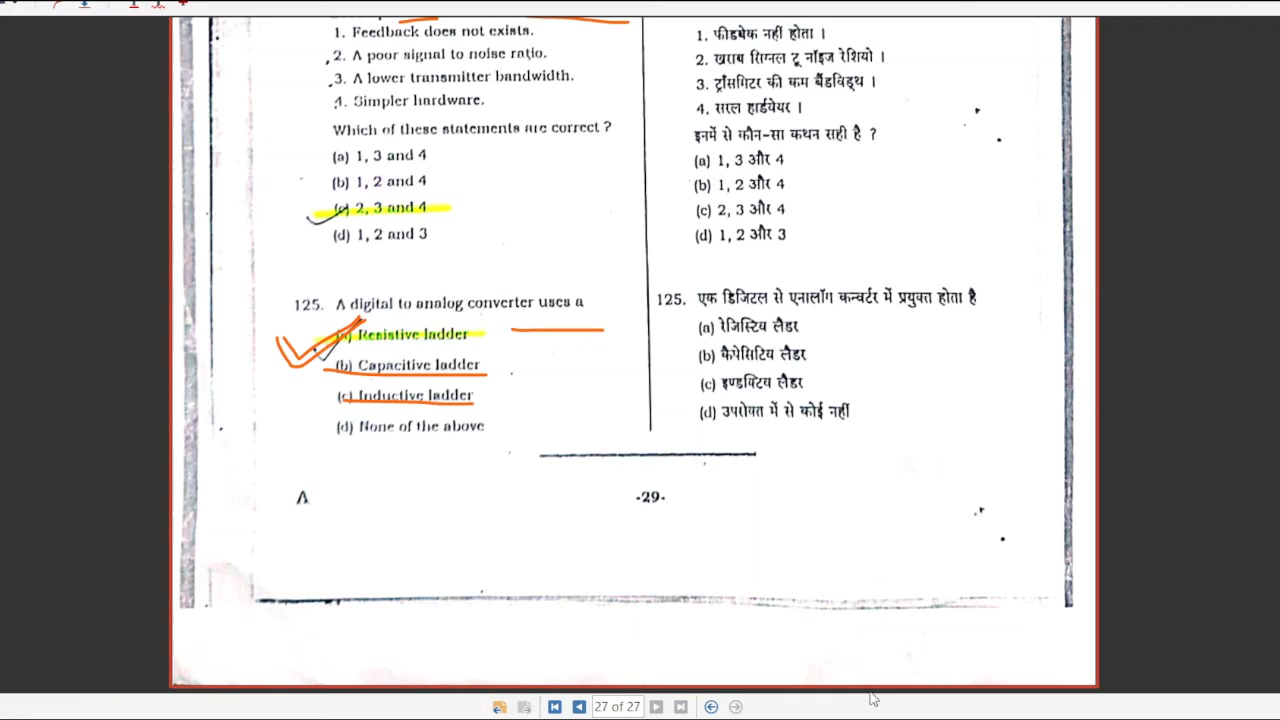 1. Feedback does not exists.
2. A poor signal to noise ratio.
3. A lower transmitter bandwidth.
4. Simpler hardware.
Which of these statements are correct ?
(a) 1, 3 and 4
(b) 1, 2 and 4
(c) 2, 3 and 4
(d) 1, 2 and 3
125. A digital to analog converter uses a
(a) Resistive ladder
(b) Capacitive ladder
(c) Inductive ladder
(d) None of the above
1. फीडबेक नहीं होता ।
2. खराब सिग्नल टू नॉइज रेशियो ।
3. ट्राँसमिटर की कम बैंडविड्थ ।
4. सरल हार्डवेयर ।
इनमें से कौन-सा कथन सही है ?
(a) 1, 3 और 4
(b) 1, 2 और 4
(c) 2, 3 और 4
(d) 1, 2 और 3
125. एक डिजिटल से एनालॉग कन्वर्टर में प्रयुक्त होता है
(a) रेजिस्टिव लैडर
(b) कैपेसिटिव लैडर
(c) इण्डक्टिव लैडर
(d) उपरोक्त में से कोई नहीं
A
-29-
27 of 27